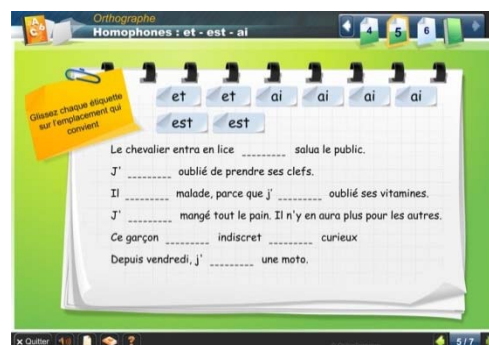 Orthographe
Homophones : et - est - ai
4 5 6
Glissez chaque étiquette
sur l'emplacement qui
convient
et et ai ai ai ai
est est
Le chevalier entra en lice ________ salua le public.
J' ________ oublié de prendre ses clefs.
Il ________ malade, parce que j' ________ oublié ses vitamines.
J' ________ mangé tout le pain. Il n'y en aura plus pour les autres.
Ce garçon ________ indiscret ________ curieux
Depuis vendredi, j' ________ une moto.
x Quitter ? 5/7